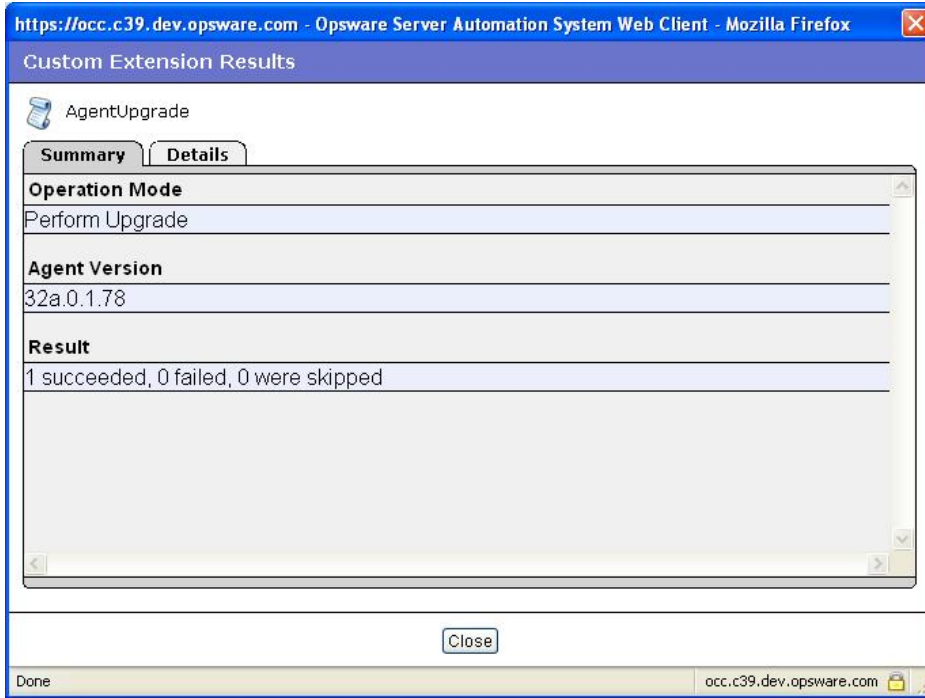 https://occ.c39.dev.opsware.com - Opsware Server Automation System Web Client - Mozilla Firefox
Custom Extension Results
AgentUpgrade
Summary Details
Operation Mode
Perform Upgrade
Agent Version
32a.0.1.78
Result
1 succeeded, 0 failed, 0 were skipped
Close
Done occ.c39.dev.opsware.com